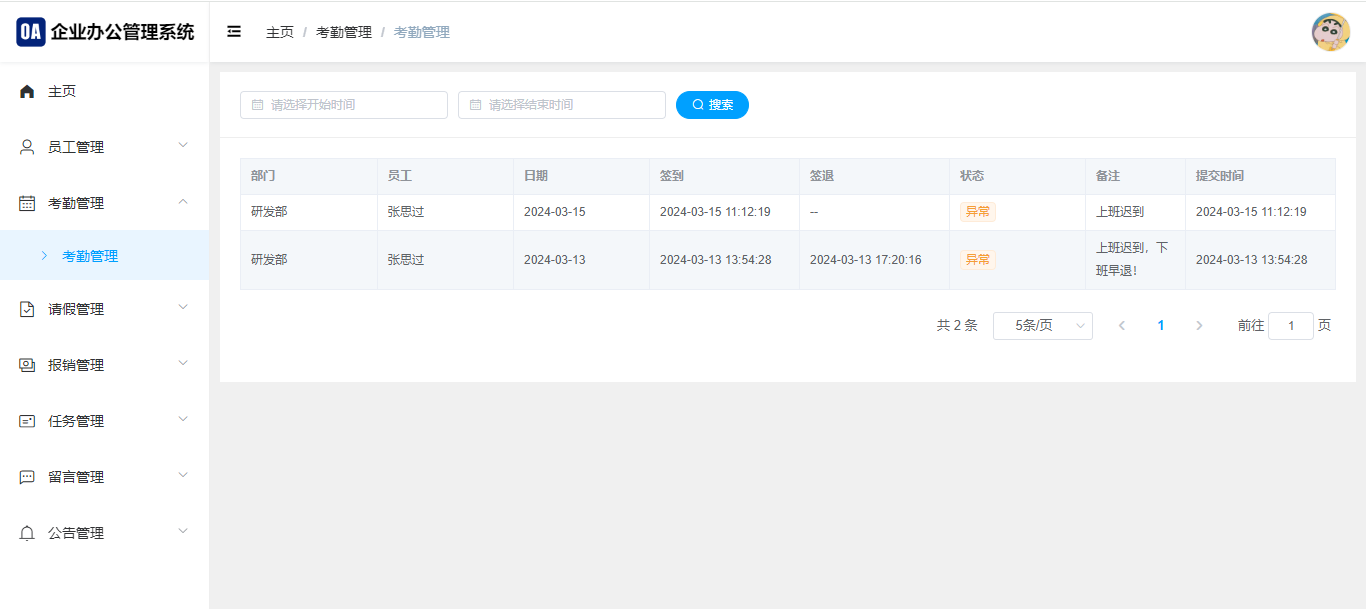 OA 企业办公管理系统
主页 / 考勤管理 / 考勤管理
主页
员工管理
考勤管理
考勤管理
请假管理
报销管理
任务管理
留言管理
公告管理
请选择开始时间 请选择结束时间 搜索
部门 员工 日期 签到 签退 状态 备注 提交时间
研发部 张思过 2024-03-15 2024-03-15 11:12:19 -- 异常 上班迟到 2024-03-15 11:12:19
研发部 张思过 2024-03-13 2024-03-13 13:54:28 2024-03-13 17:20:16 异常 上班迟到，下
班早退！ 2024-03-13 13:54:28
共 2 条 5条/页 1 前往 1 页